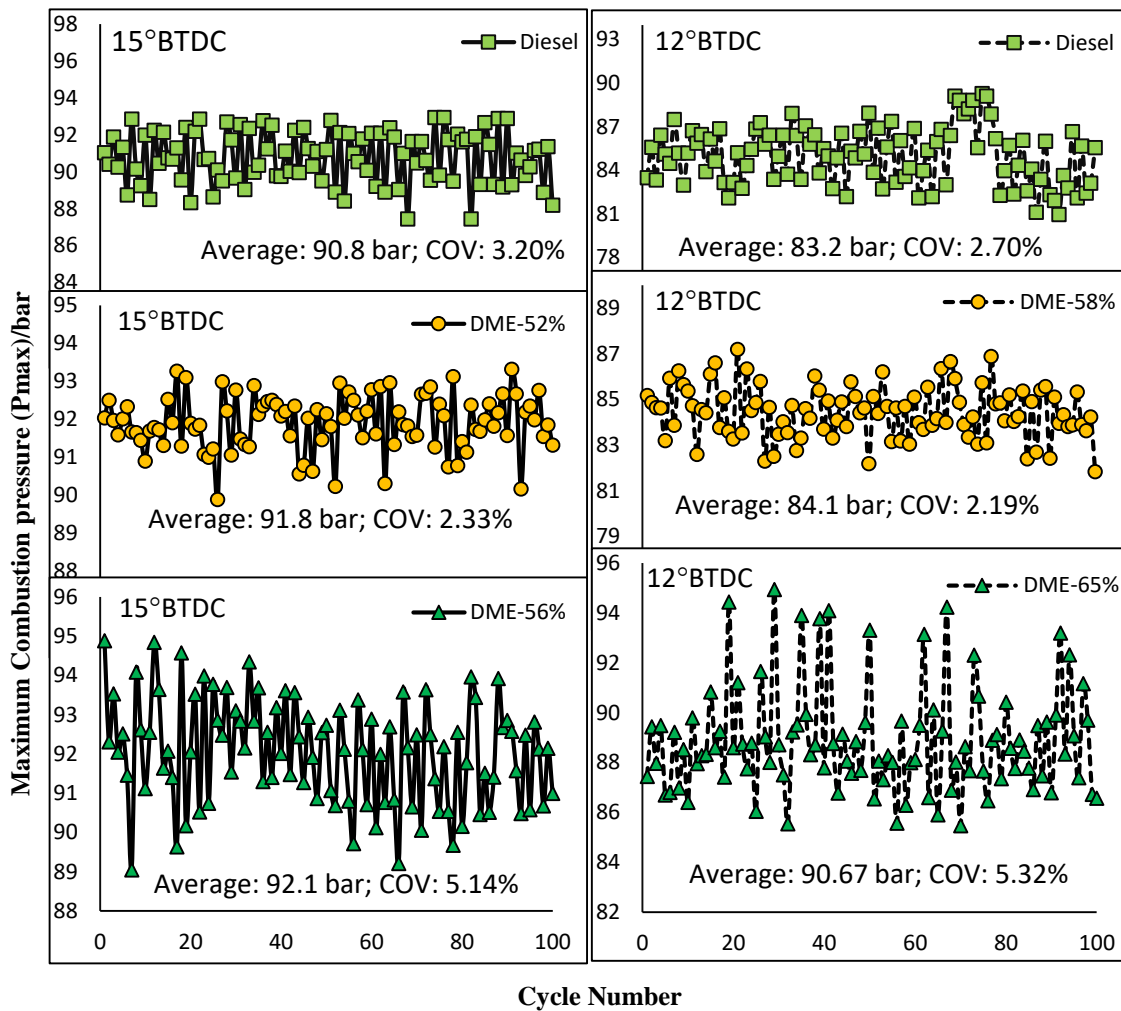 Maximum Combustion pressure (Pmax)/bar
98
96
94
92
90
88
86
84
15°BTDC
Diesel
Average: 90.8 bar; COV: 3.20%
93
90
87
84
81
78
12°BTDC
Diesel
Average: 83.2 bar; COV: 2.70%
95
94
93
92
91
90
89
88
15°BTDC
DME-52%
Average: 91.8 bar; COV: 2.33%
89
87
85
83
81
79
12°BTDC
DME-58%
Average: 84.1 bar; COV: 2.19%
96
95
94
93
92
91
90
89
88
15°BTDC
DME-56%
Average: 92.1 bar; COV: 5.14%
0 20 40 60 80 100
96
94
92
90
88
86
84
82
12°BTDC
DME-65%
Average: 90.67 bar; COV: 5.32%
0 20 40 60 80 100
Cycle Number